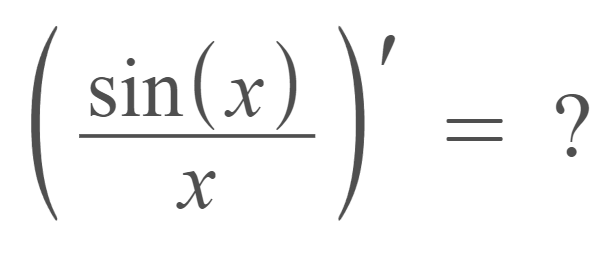 (sin(x)/x)′ = ?